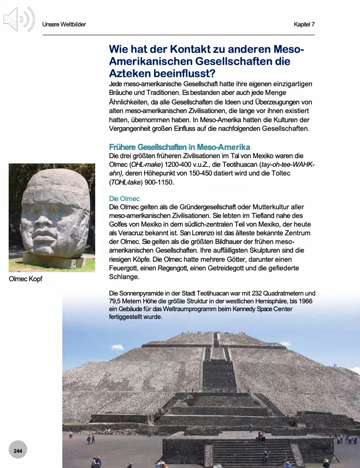 Unsere Weltbilder
Kapitel 7
Wie hat der Kontakt zu anderen Meso-
Amerikanischen Gesellschaften die
Azteken beeinflusst?
Jede meso-amerikanische Gesellschaft hatte ihre eigenen einzigartigen
Bräuche und Traditionen. Es bestanden aber auch jede Menge
Ähnlichkeiten, da alle Gesellschaften die Ideen und Überzeugungen von
alten meso-amerikanischen Zivilisationen, die lange vor ihnen existiert
hatten, übernommen haben. In Meso-Amerika hatten die Kulturen der
Vergangenheit großen Einfluss auf die nachfolgenden Gesellschaften.
Frühere Gesellschaften in Meso-Amerika
Die drei größten früheren Zivilisationen im Tal von Mexiko waren die
Olmec (OHL-make) 1200-400 v.u.Z., die Teotihuacan (tay-oh-tee-WAHK-
ahn), deren Höhepunkt von 150-450 datiert wird und die Toltec
(TOHL-take) 900-1150.
Die Olmec
Die Olmec gelten als die Gründergesellschaft oder Mutterkultur aller
meso-amerikanischen Zivilisationen. Sie lebten im Tiefland nahe des
Golfes von Mexiko in dem südlich-zentralen Teil von Mexiko, der heute
als Veracruz bekannt ist. San Lorenzo ist das älteste bekannte Zentrum
der Olmec. Sie gelten als die größten Bildhauer der frühen meso-
amerikanischen Gesellschaften. Ihre auffälligsten Skulpturen sind die
riesigen Köpfe. Die Olmec hatte mehrere Götter, darunter einen
Feuergott, einen Regengott, einen Getreidegott und die gefiederte
Schlange.
Olmec Kopf
Die Sonnenpyramide in der Stadt Teotihuacan war mit 232 Quadratmetern und
79,5 Metern Höhe die größte Struktur in der westlichen Hemisphäre, bis 1966
ein Gebäude für das Weltraumprogramm beim Kennedy Space Center
fertiggestellt wurde.
244